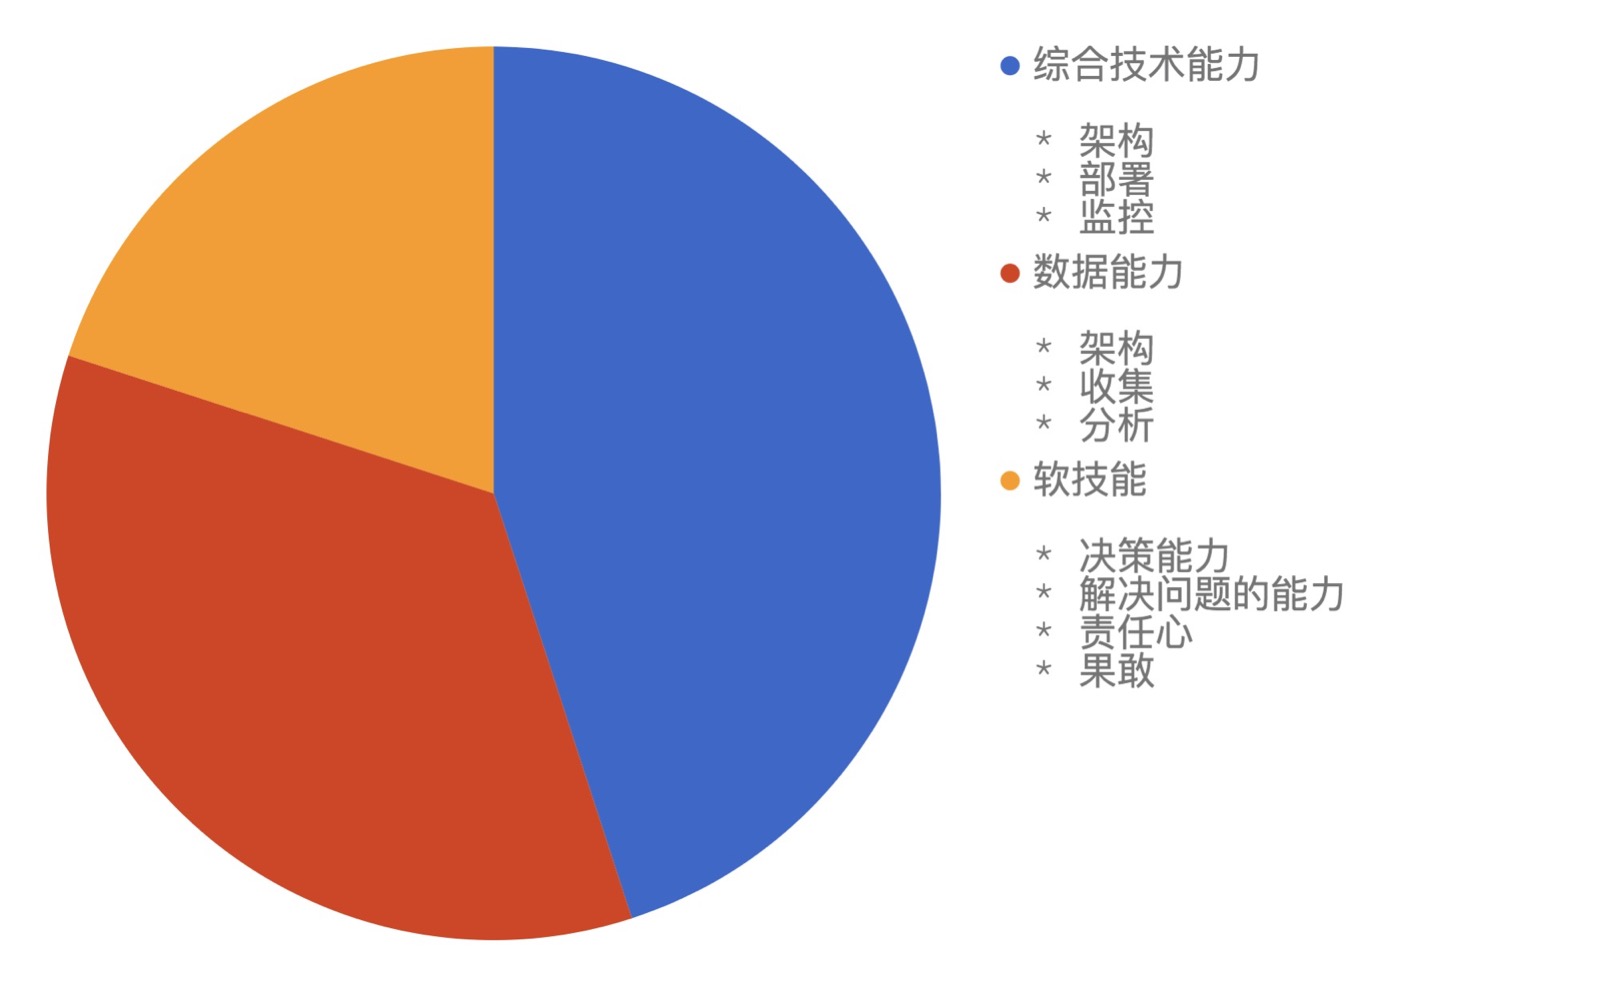 综合技术能力
* 架构
* 部署
* 监控
数据能力
* 架构
* 收集
* 分析
软技能
* 决策能力
* 解决问题的能力
* 责任心
* 果敢